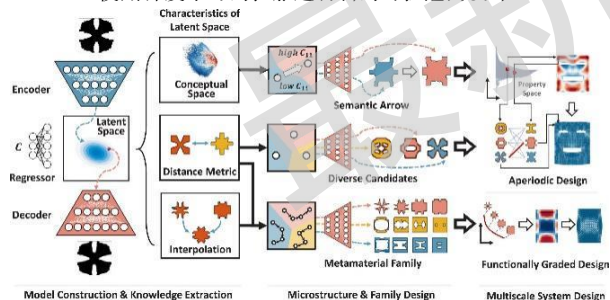 Characteristics of
Latent Space
Encoder
Latent
Space
C
Regressor
Decoder
Conceptual
Space
Distance Metric
Interpolation
high C₁₁
low C₁₁
Semantic Arrow
Diverse Candidates
Metamaterial
Family
Property
Space
Aperiodic Design
Functionally Graded Design
Model Construction & Knowledge Extraction
Microstructure & Family Design
Multiscale System Design